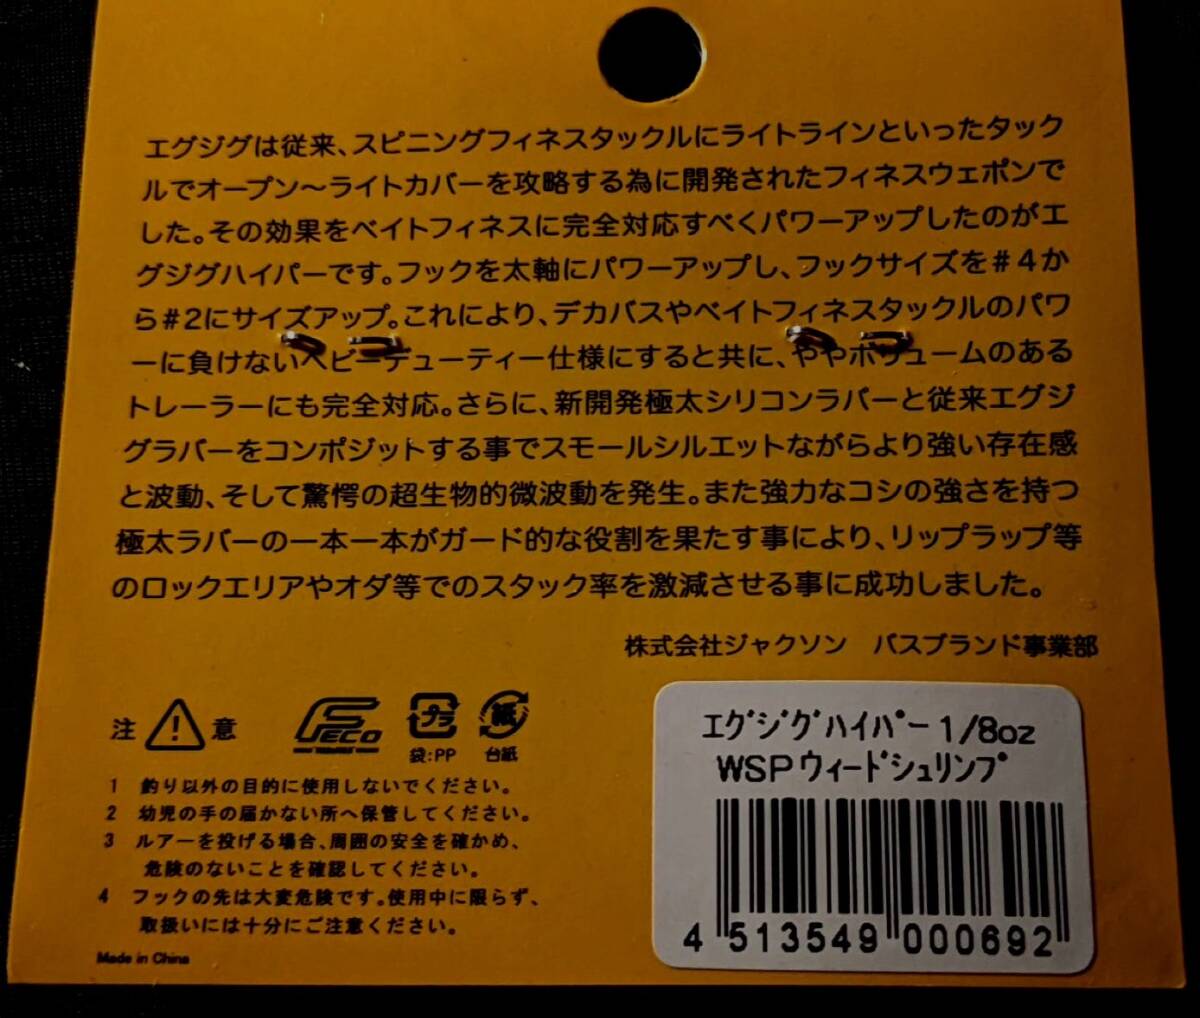 エグジグは従来、スピニングフィネスタックルにライトラインといったタック
ルでオープン〜ライトカバーを攻略する為に開発されたフィネスウェポンで
した。その効果をベイトフィネスに完全対応すべくパワーアップしたのがエ
グジグハイパーです。フックを太軸にパワーアップし、フックサイズを#4か
ら#2にサイズアップ。これにより、デカバスやベイトフィネスタックルのパワ
ーに負けないヘビーデューティー仕様にすると共に、ややボリュームのある
トレーラーにも完全対応。さらに、新開発極太シリコンラバーと従来エグジ
グラバーをコンポジットする事でスモールシルエットながらより強い存在感
と波動、そして驚愕の超生物的微波動を発生。また強力なコシの強さを持つ
極太ラバーの一本一本がガード的な役割を果たす事により、リップラップ等
のロックエリアやオダ等でのスタック率を激減させる事に成功しました。
株式会社ジャクソン　バスブランド事業部
注 意
FECO
プラ
袋:PP
紙
台紙
1 釣り以外の目的に使用しないでください。
2 幼児の手の届かない所へ保管してください。
3 ルアーを投げる場合、周囲の安全を確かめ、
危険のないことを確認してください。
4 フックの先は大変危険です。使用中に限らず、
取扱いには十分にご注意ください。
Made in China
ｴｸﾞｼﾞｸﾞﾊｲﾊﾟｰ1/8oz
WSPｳｨｰﾄﾞｼｭﾘﾝﾌﾟ
4 513549 000692